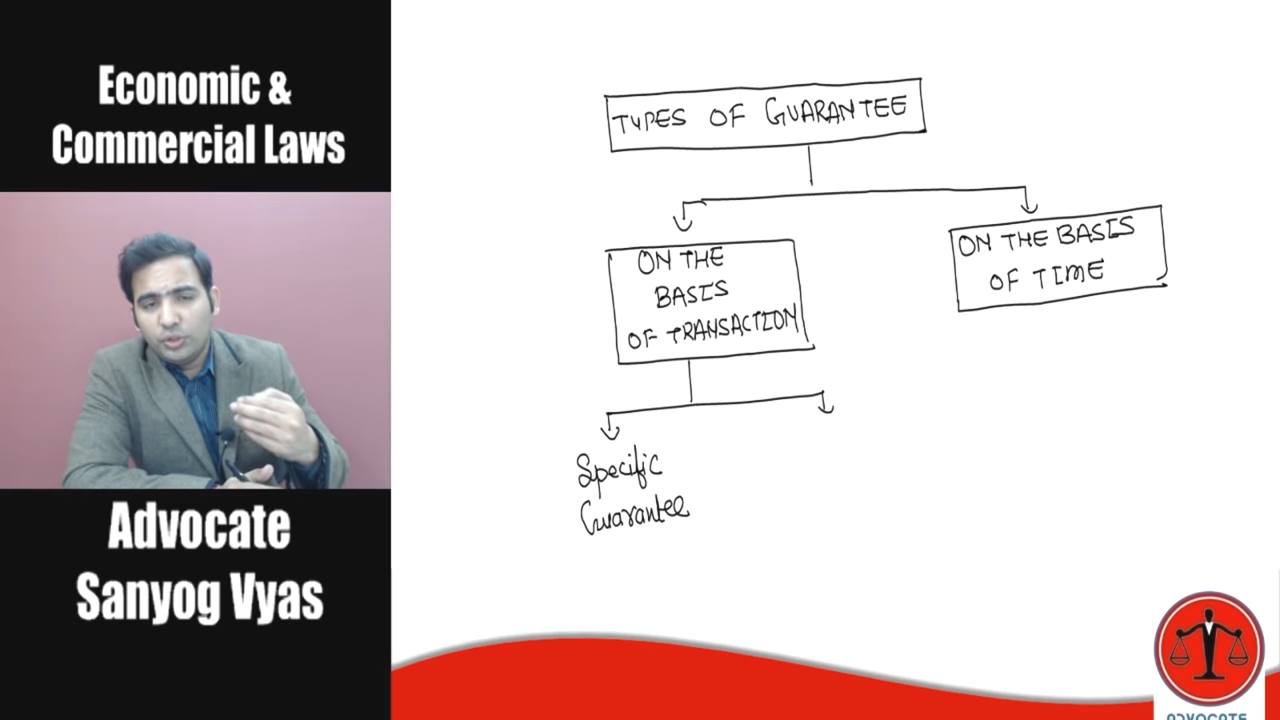 Economic &
Commercial Laws
TYPES OF GUARANTEE
ON THE
BASIS
OF TRANSACTION
ON THE BASIS
OF TIME
Specific
Guarantee
Advocate
Sanyog Vyas
ADVOCATE